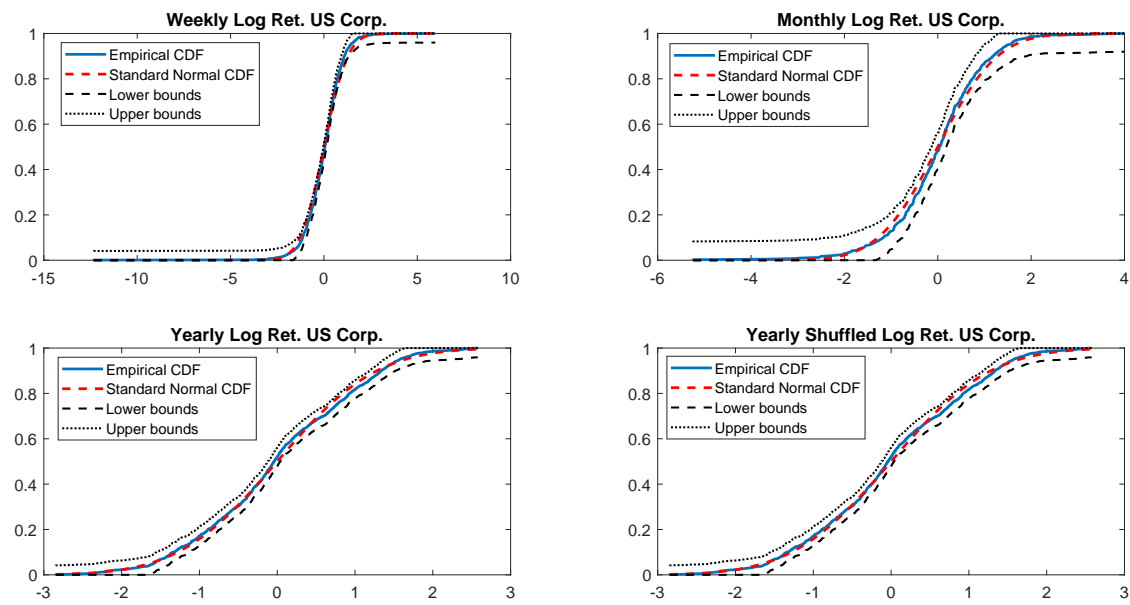 Weekly Log Ret. US Corp.
1
0.8
0.6
0.4
0.2
0
-15
-10
-5
0
5
10
Empirical CDF
Standard Normal CDF
Lower bounds
Upper bounds
Monthly Log Ret. US Corp.
1
0.8
0.6
0.4
0.2
0
-6
-4
-2
0
2
4
Empirical CDF
Standard Normal CDF
Lower bounds
Upper bounds
Yearly Log Ret. US Corp.
1
0.8
0.6
0.4
0.2
0
-3
-2
-1
0
1
2
3
Empirical CDF
Standard Normal CDF
Lower bounds
Upper bounds
Yearly Shuffled Log Ret. US Corp.
1
0.8
0.6
0.4
0.2
0
-3
-2
-1
0
1
2
3
Empirical CDF
Standard Normal CDF
Lower bounds
Upper bounds